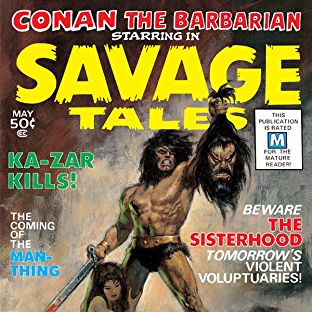 CONAN THE BARBARIAN
STARRING IN
SAVAGE
TALES
MAY
50¢
CC
THIS
PUBLICATION
IS RATED
M
FOR THE
MATURE
READER!
KA-ZAR
KILLS!
THE
COMING
OF THE
MAN-
THING
BEWARE
THE
SISTERHOOD
TOMORROW'S
VIOLENT
VOLUPTUARIES!